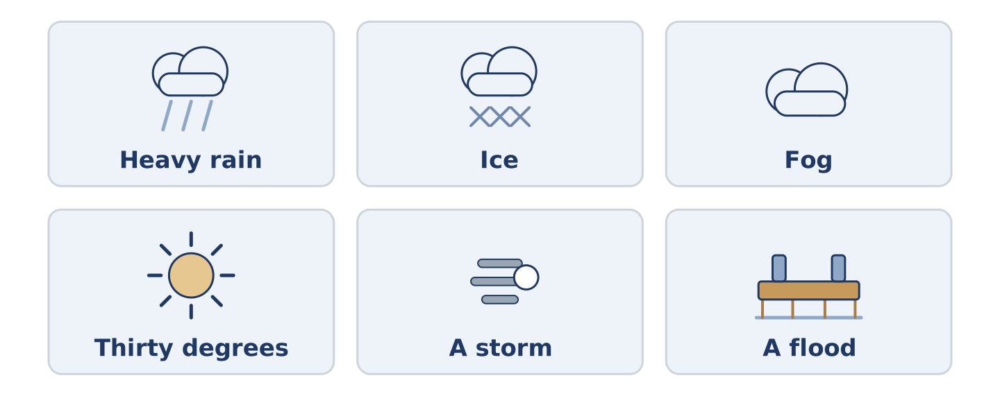 Heavy rain
Ice
Fog
Thirty degrees
A storm
A flood